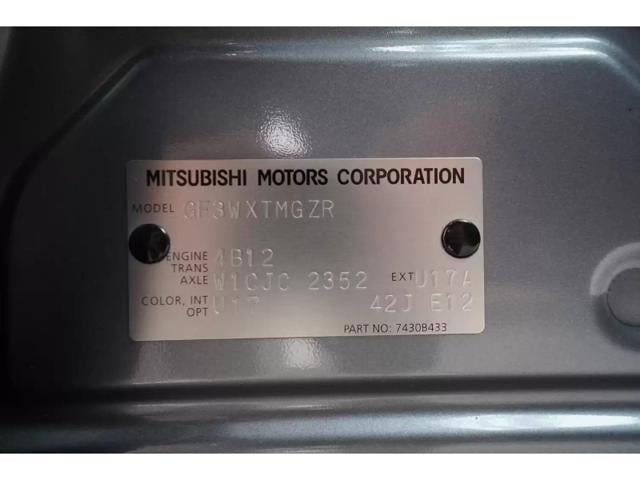 MITSUBISHI MOTORS CORPORATION
MODEL GF3WXTMGZR
ENGINE 4B12
TRANS AXLE W1CJC 2352 EXT U17A
COLOR, INT OPT U17 42J E12
PART NO: 7430B433